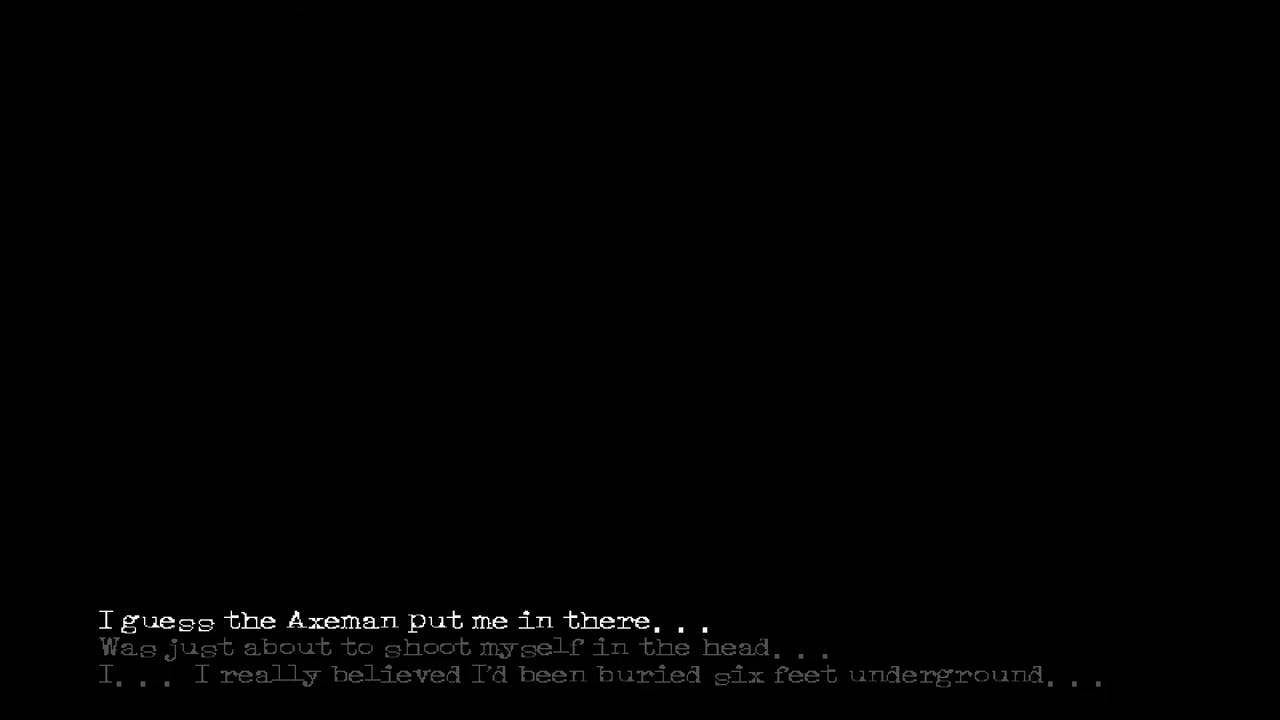 I guess the Axeman put me in there...
Was just about to shoot myself in the head...
I... I really believed I'd been buried six feet underground...